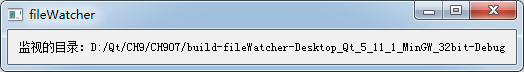 fileWatcher
监视的目录: D:/Qt/CH9/CH907/build-fileWatcher-Desktop_Qt_5_11_1_MinGW_32bit-Debug